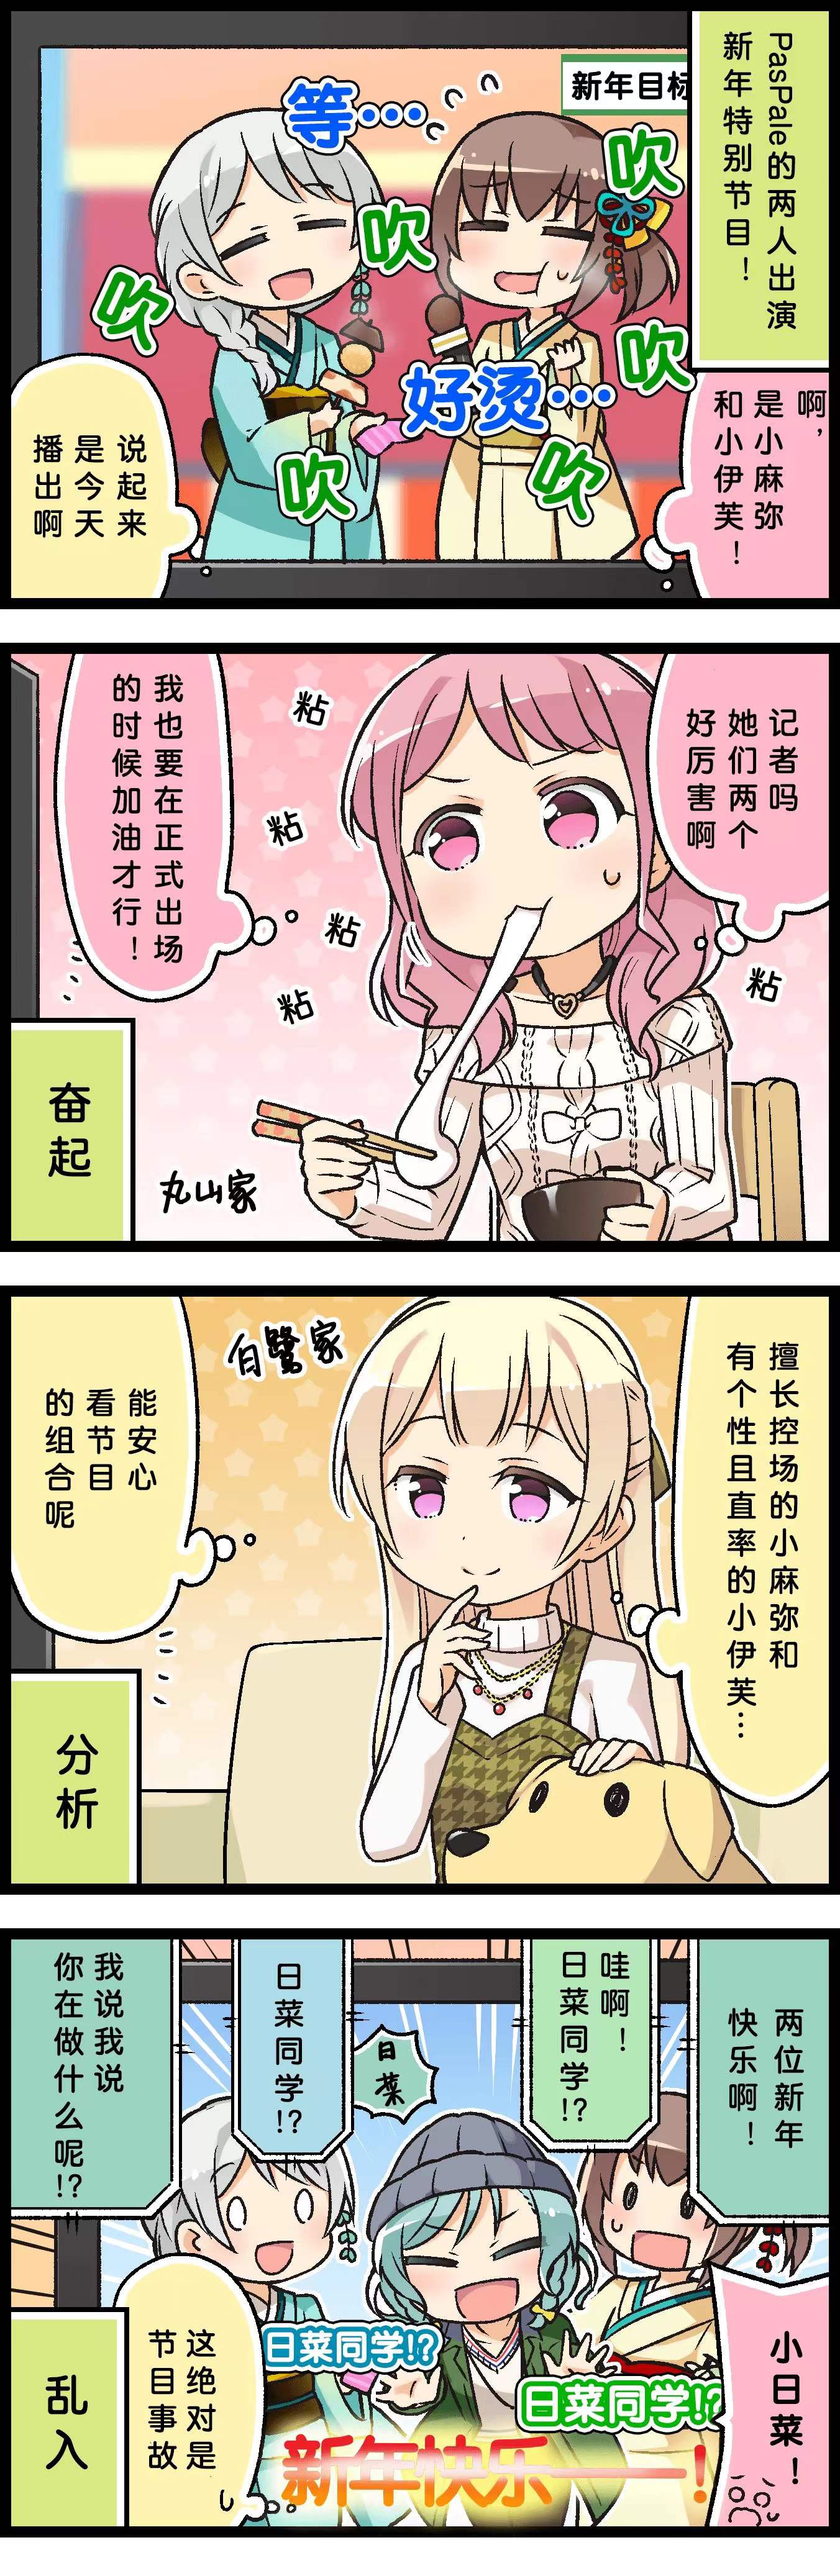 PasPale的两人出演
新年特别节目！
新年目标
啊，
是小麻弥
和小伊芙！
等…
吹
吹
吹
吹
好烫…
吹
吹
说起来
是今天
播出啊
记者吗
她们两个
好厉害啊
粘
粘
粘
粘
粘
我也要在正式出场
的时候加油才行！
奋起
丸山家
擅长控场的小麻弥和
有个性且直率的小伊芙…
白鹭家
能安心
看节目
的组合呢
分析
两位新年
快乐啊！
哇啊！
日菜同学！？
日菜
日菜同学！？
我说我说
你在做什么呢！？
小日菜！
日菜同学!?
日菜同学!?
新年快乐——！
这绝对是
节目事故
乱入